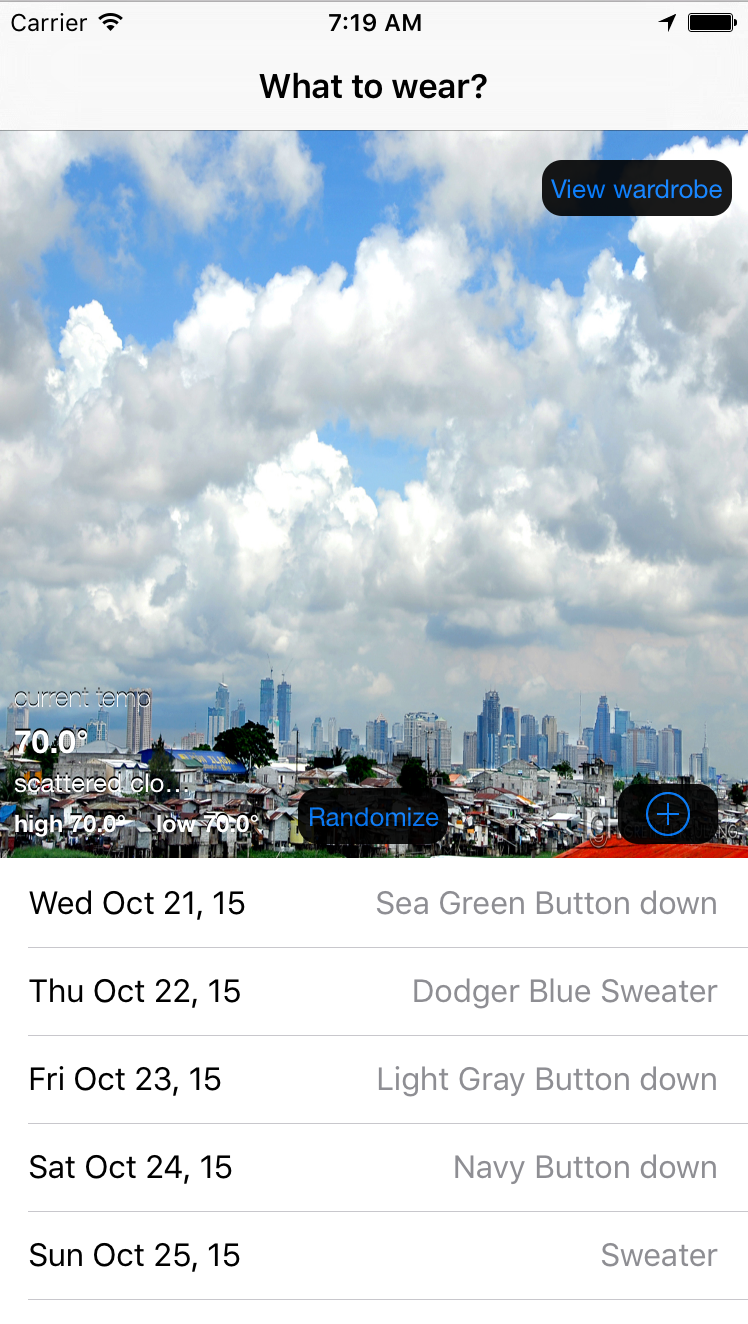 Carrier 7:19 AM
What to wear?
View wardrobe
current temp
70.0°
scattered clo...
high 70.0° low 70.0°
Randomize
Wed Oct 21, 15 Sea Green Button down
Thu Oct 22, 15 Dodger Blue Sweater
Fri Oct 23, 15 Light Gray Button down
Sat Oct 24, 15 Navy Button down
Sun Oct 25, 15 Sweater